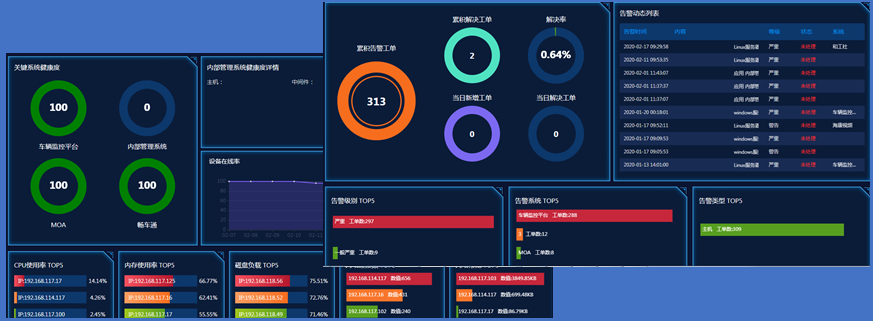 关键系统健康度
100
车辆监控平台
0
内部管理系统
100
MOA
100
畅车通
内部管理系统健康度详情
主机：
中间件：
设备在线率
100
80
60
40
20
0
02-07 02-08 02-09 02-10 02-11
CPU使用率 TOP5
IP:192.168.117.17 14.14%
IP:192.168.114.117 4.26%
IP:192.168.117.100 2.45%
内存使用率 TOP5
IP:192.168.117.125 66.77%
IP:192.168.117.16 62.41%
IP:192.168.117.17 55.55%
磁盘负载 TOP5
IP:192.168.118.56 75.51%
IP:192.168.118.52 72.76%
IP:192.168.118.49 71.46%
192.168.114.117 数值:656
192.168.117.16 数值:431
192.168.117.102 数值:240
192.168.117.103 数值:3849.85KB
192.168.114.117 数值:699.48KB
192.168.117.17 数值:86.79KB
累积告警工单
313
累积解决工单
2
解决率
0.64%
当日新增工单
0
当日解决工单
0
告警动态列表
告警时间 内容 等级 状态 系统
2020-02-17 09:29:58 Linux服务器 严重 未处理 和工社
2020-02-11 09:53:35 Linux服务器 严重 未处理
2020-02-01 11:43:07 应用 内部管 严重 未处理
2020-02-01 11:37:37 应用 内部管 严重 未处理
2020-02-01 11:37:07 应用 内部管 严重 未处理
2020-01-20 00:18:01 windows服 严重 未处理 车辆监控...
2020-01-17 09:52:11 Linux服务器 警告 未处理 海康视频
2020-01-17 09:09:53 windows服 严重 未处理
2020-01-17 09:05:53 windows服 警告 未处理
2020-01-13 14:01:00 Linux服务器 严重 未处理 车辆监控...
告警级别 TOP5
严重 工单数:297
一般严重 工单数:9
告警系统 TOP5
车辆监控平台 工单数:288
工单数:12
MOA 工单数:8
告警类型 TOP5
主机 工单数:309